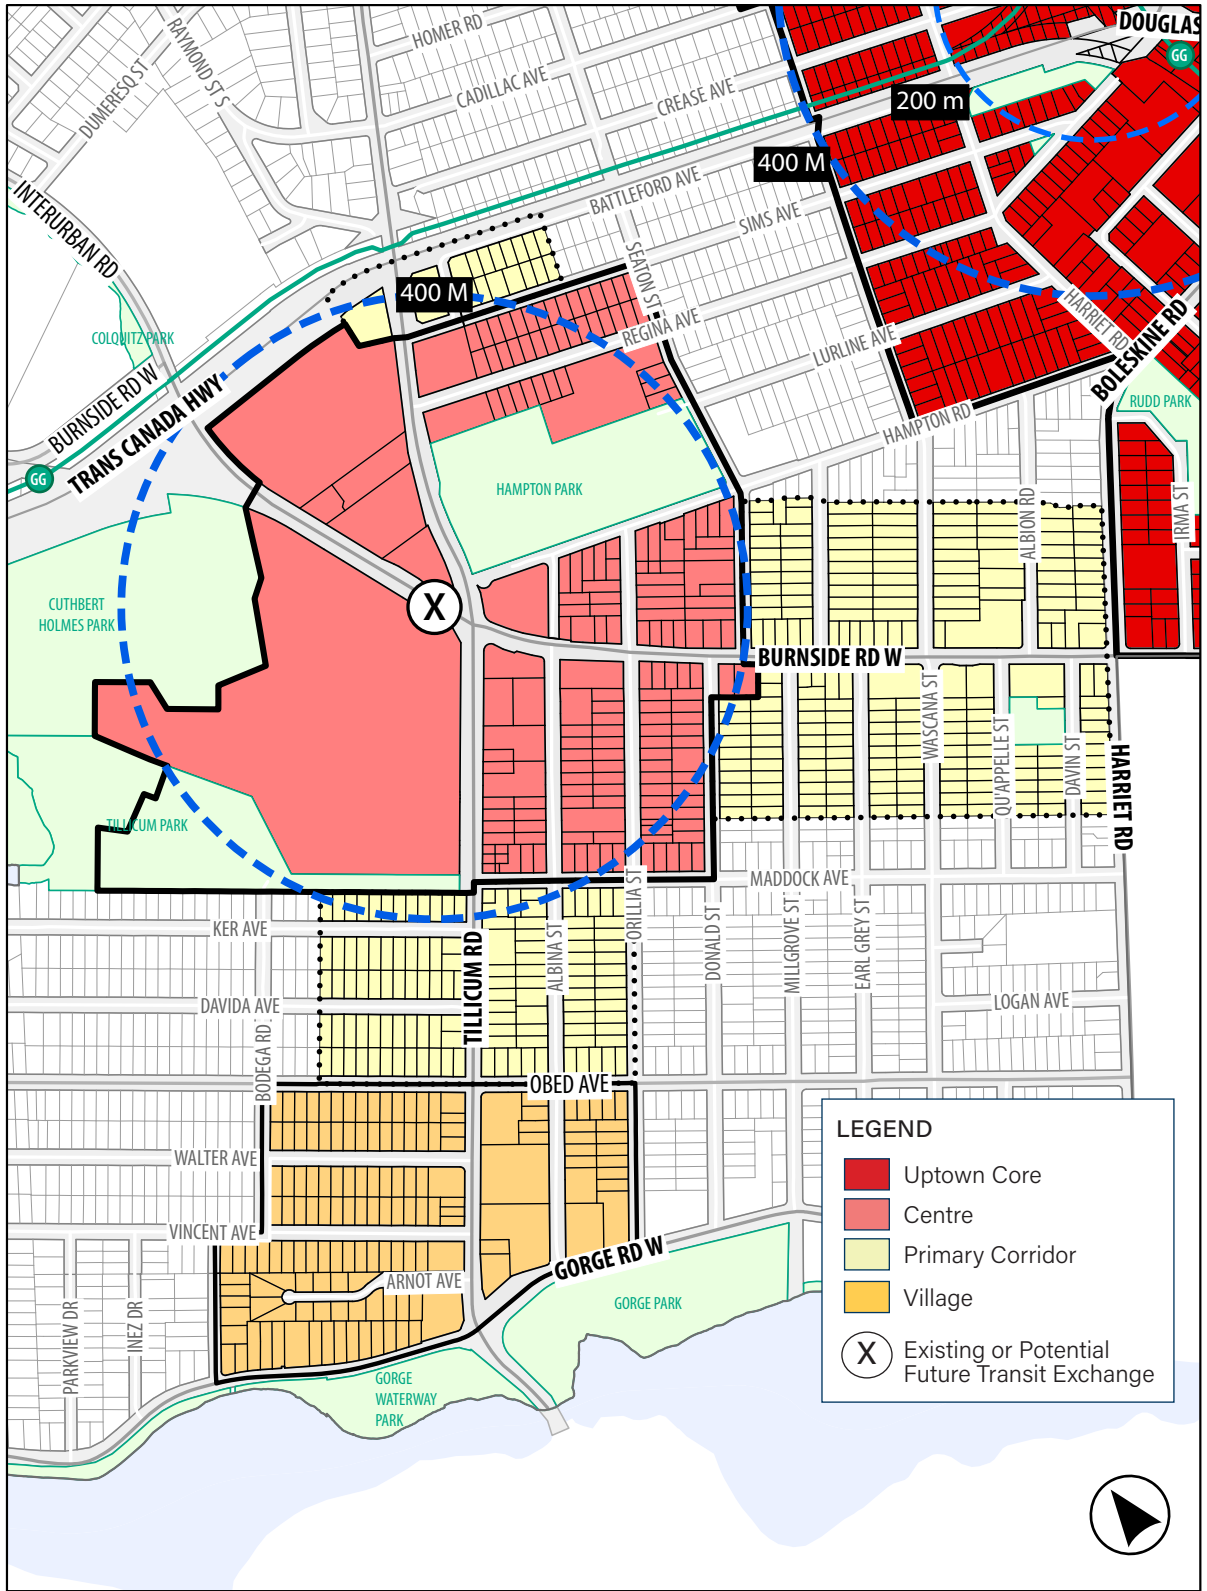 DOUGLAS
HOMER RD
RAYMOND ST S
DUMERESQ ST
CADILLAC AVE
CREASE AVE
GG
200 m
400 M
BATTLEFORD AVE
SIMS AVE
INTERURBAN RD
SEATON ST
400 M
COLQUITZ PARK
REGINA AVE
LURLINE AVE
HARRIET RD
BOLESKINE RD
BURNSIDE RD W
TRANS CANADA HWY
HAMPTON RD
RUDD PARK
GG
HAMPTON PARK
ALBION RD
IRMA ST
CUTHBERT
HOLMES PARK
X
BURNSIDE RD W
WASCANA ST
QU'APPELLE ST
DAVIN ST
HARRIET RD
TILLICUM PARK
MADDOCK AVE
KER AVE
TILLICUM RD
ALBINA ST
ORILLIA ST
DONALD ST
MILLGROVE ST
EARL GREY ST
DAVIDA AVE
LOGAN AVE
BODEGA RD
OBED AVE
WALTER AVE
VINCENT AVE
GORGE RD W
ARNOT AVE
GORGE PARK
PARKVIEW DR
INEZ DR
GORGE
WATERWAY
PARK
LEGEND
Uptown Core
Centre
Primary Corridor
Village
X
Existing or Potential
Future Transit Exchange